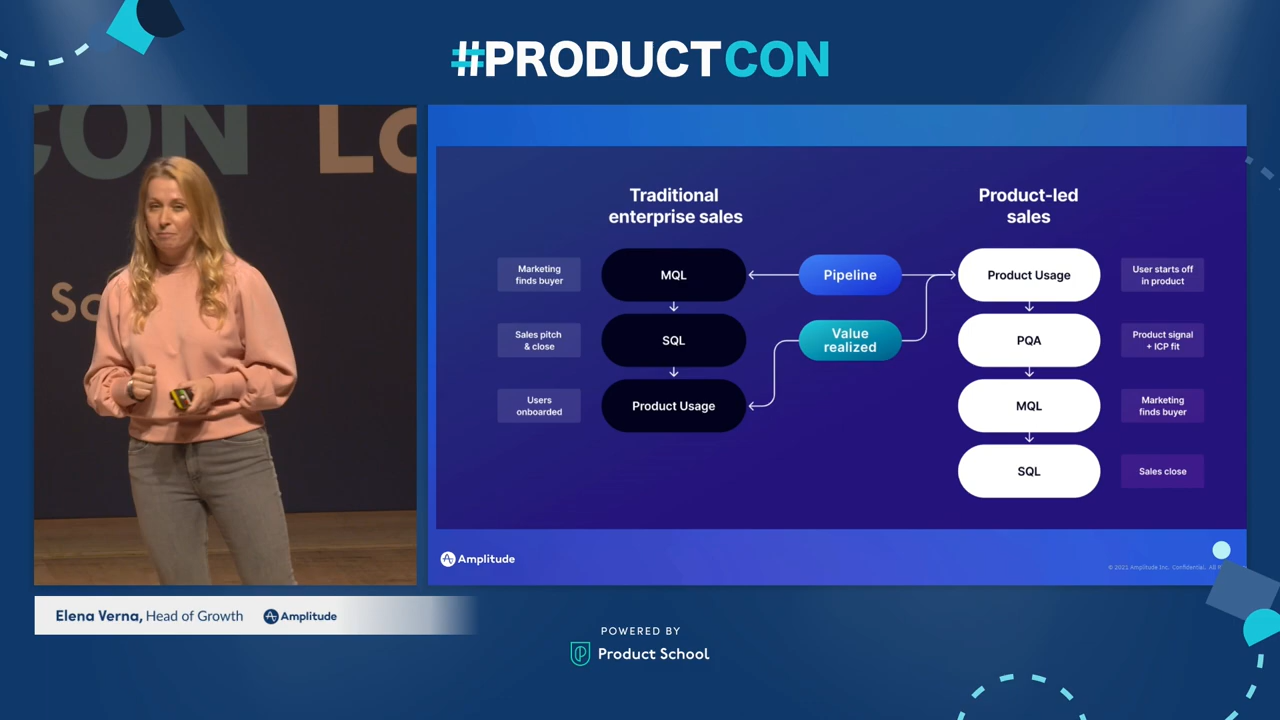 #PRODUCTCON
CON
LO
So
Traditional
enterprise sales
Product-led
sales
Marketing
finds buyer
MQL
Pipeline
Product Usage
User starts off
in product
Sales pitch
& close
SQL
Value
realized
PQA
Product signal
+ ICP fit
Users
onboarded
Product Usage
MQL
Marketing
finds buyer
SQL
Sales close
Amplitude
© 2021 Amplitude Inc. Confidential. All
Elena Verna, Head of Growth Amplitude
POWERED BY
Product School